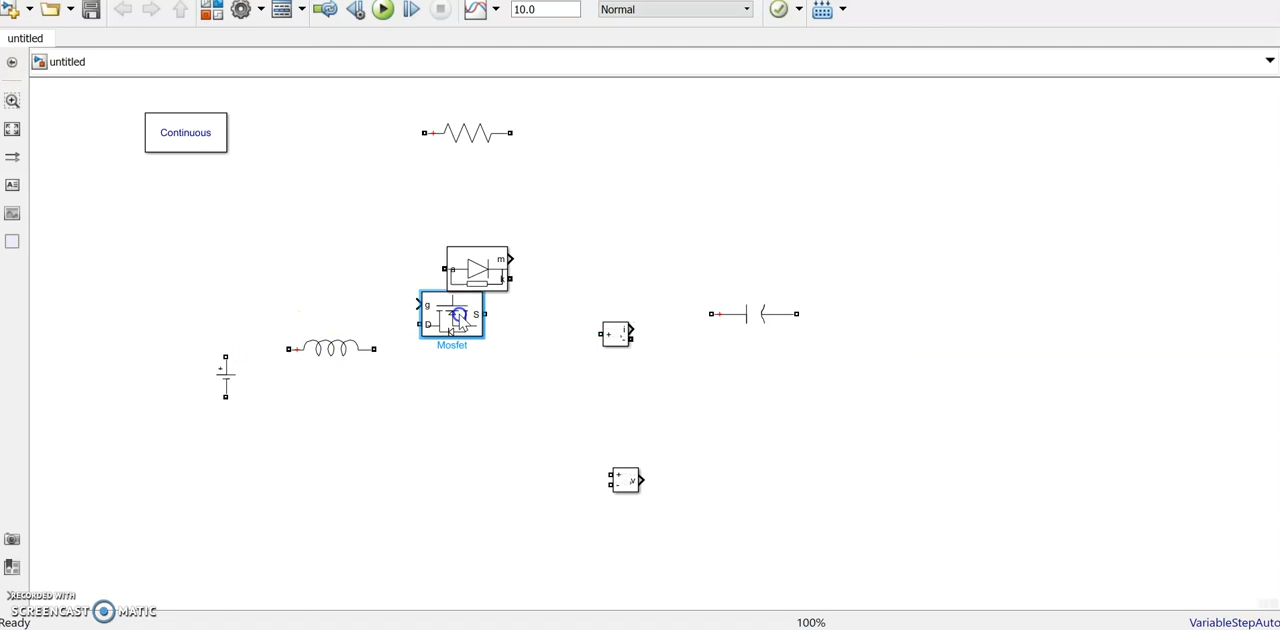 10.0
Normal
untitled
untitled
Continuous
+
m
a
k
g
D
S
Mosfet
+
+
+
i
+
-
+
v
-
RECORDED WITH
SCREENCAST MATIC
Ready
100%
VariableStepAuto